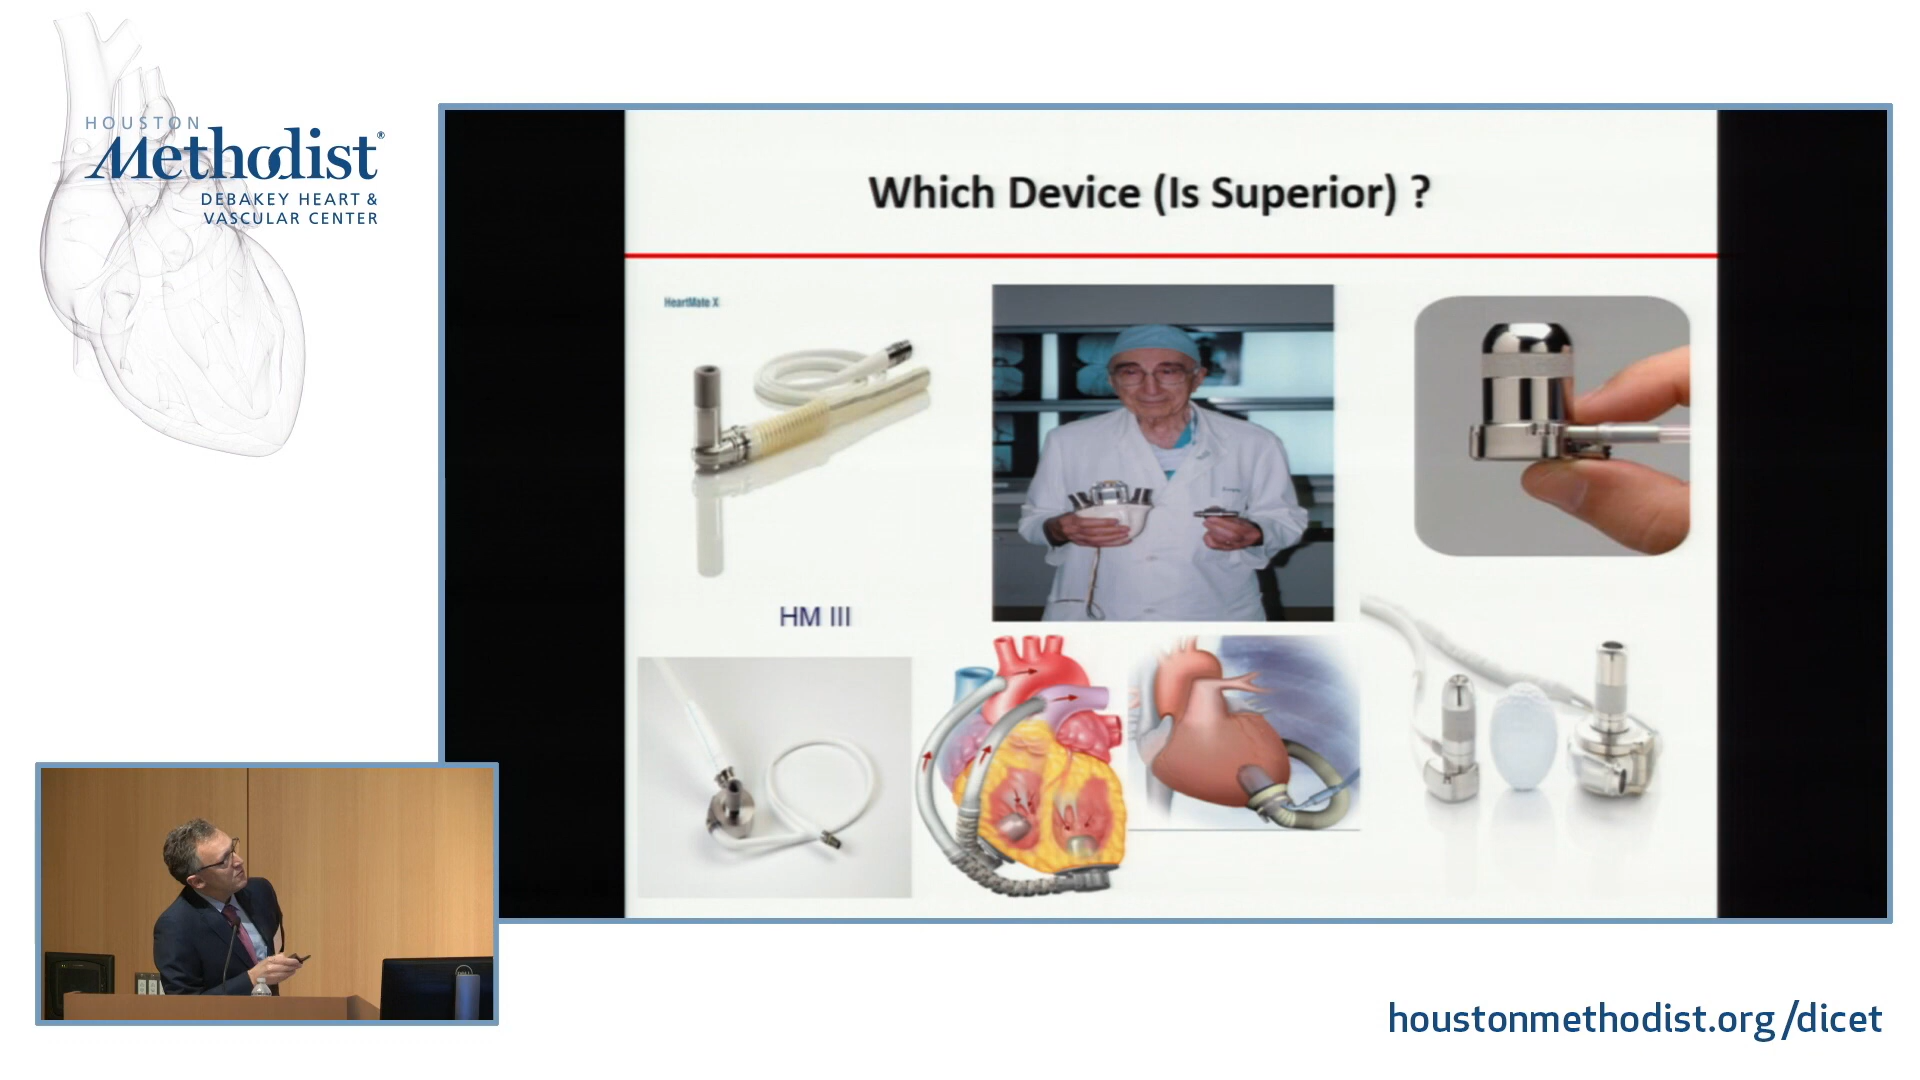 HOUSTON
Methodist®
DEBAKEY HEART &
VASCULAR CENTER
Which Device (Is Superior) ?
HeartMate X
HM III
houstonmethodist.org/dicet